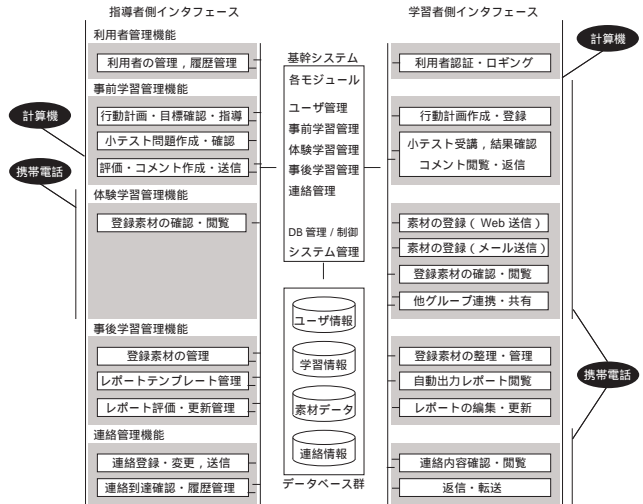 指導者側インタフェース
学習者側インタフェース
利用者管理機能
利用者の管理 , 履歴管理
事前学習管理機能
行動計画・目標確認・指導
小テスト問題作成・確認
評価・コメント作成・送信
体験学習管理機能
登録素材の確認・閲覧
事後学習管理機能
登録素材の管理
レポートテンプレート管理
レポート評価・更新管理
連絡管理機能
連絡登録・変更 , 送信
連絡到達確認・履歴管理
計算機
携帯電話
基幹システム
各モジュール
ユーザ管理
事前学習管理
体験学習管理
事後学習管理
連絡管理
DB 管理 / 制御
システム管理
ユーザ情報
学習情報
素材データ
連絡情報
データベース群
利用者認証・ロギング
行動計画作成・登録
小テスト受講 , 結果確認
コメント閲覧・返信
素材の登録 ( Web 送信 )
素材の登録 ( メール送信 )
登録素材の確認・閲覧
他グループ連携・共有
登録素材の整理・管理
自動出力レポート閲覧
レポートの編集・更新
連絡内容確認・閲覧
返信・転送
計算機
携帯電話